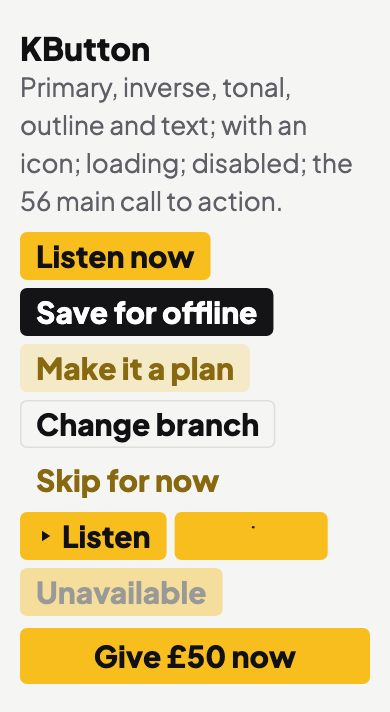 KButton
Primary, inverse, tonal,
outline and text; with an
icon; loading; disabled; the
56 main call to action.
Listen now
Save for offline
Make it a plan
Change branch
Skip for now
Listen
Unavailable
Give £50 now